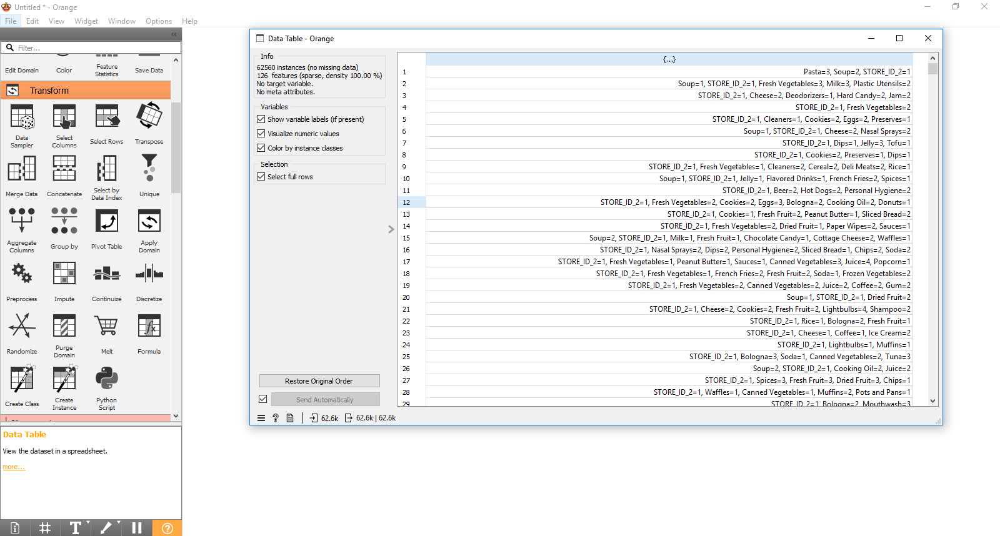 Untitled * - Orange
File Edit View Widget Window Options Help
Filter...
Edit Domain Color Feature Statistics Save Data
Transform
Data Sampler Select Columns Select Rows Transpose
Merge Data Concatenate Select by Data Index Unique
Aggregate Columns Group by Pivot Table Apply Domain
Preprocess Impute Continuize Discretize
Randomize Purge Domain Melt Formula
Create Class Create Instance Python Script
Data Table
View the dataset in a spreadsheet.
more...
Data Table - Orange
Info
62560 instances (no missing data)
126 features (sparse, density 100.00 %)
No target variable.
No meta attributes.
Variables
Show variable labels (if present)
Visualize numeric values
Color by instance classes
Selection
Select full rows
Restore Original Order
Send Automatically
62.6k 62.6k | 62.6k
{...}
1 Pasta=3, Soup=2, STORE_ID_2=1
2 Soup=1, STORE_ID_2=1, Fresh Vegetables=3, Milk=3, Plastic Utensils=2
3 STORE_ID_2=1, Cheese=2, Deodorizers=1, Hard Candy=2, Jam=2
4 STORE_ID_2=1, Fresh Vegetables=2
5 STORE_ID_2=1, Cleaners=1, Cookies=2, Eggs=2, Preserves=1
6 Soup=1, STORE_ID_2=1, Cheese=2, Nasal Sprays=2
7 STORE_ID_2=1, Dips=1, Jelly=3, Tofu=1
8 STORE_ID_2=1, Cookies=2, Preserves=1, Dips=1
9 STORE_ID_2=1, Fresh Vegetables=1, Cleaners=2, Cereal=2, Deli Meats=2, Rice=1
10 Soup=1, STORE_ID_2=1, Jelly=1, Flavored Drinks=1, French Fries=2, Spices=1
11 STORE_ID_2=1, Beer=2, Hot Dogs=2, Personal Hygiene=2
12 STORE_ID_2=1, Fresh Vegetables=2, Cookies=2, Eggs=3, Bologna=2, Cooking Oil=2, Donuts=1
13 STORE_ID_2=1, Cookies=1, Fresh Fruit=2, Peanut Butter=1, Sliced Bread=2
14 STORE_ID_2=1, Fresh Vegetables=2, Dried Fruit=1, Paper Wipes=2, Sauces=1
15 Soup=2, STORE_ID_2=1, Milk=1, Fresh Fruit=1, Chocolate Candy=1, Cottage Cheese=2, Waffles=1
16 STORE_ID_2=1, Nasal Sprays=2, Dips=2, Personal Hygiene=2, Sliced Bread=1, Chips=2, Soda=2
17 STORE_ID_2=1, Fresh Vegetables=1, Peanut Butter=1, Sauces=1, Canned Vegetables=3, Juice=4, Popcorn=1
18 STORE_ID_2=1, Fresh Vegetables=1, French Fries=2, Fresh Fruit=2, Soda=1, Frozen Vegetables=2
19 STORE_ID_2=1, Fresh Vegetables=2, Canned Vegetables=2, Juice=2, Coffee=2, Gum=2
20 Soup=1, STORE_ID_2=1, Dried Fruit=2
21 STORE_ID_2=1, Cheese=2, Cookies=2, Fresh Fruit=2, Lightbulbs=4, Shampoo=2
22 STORE_ID_2=1, Rice=1, Bologna=2, Fresh Fruit=1
23 STORE_ID_2=1, Cheese=1, Coffee=1, Ice Cream=2
24 STORE_ID_2=1, Lightbulbs=1, Muffins=1
25 STORE_ID_2=1, Bologna=3, Soda=1, Canned Vegetables=2, Tuna=3
26 Soup=2, STORE_ID_2=1, Cooking Oil=2, Juice=2
27 STORE_ID_2=1, Spices=3, Fresh Fruit=3, Dried Fruit=3, Chips=1
28 STORE_ID_2=1, Waffles=1, Canned Vegetables=1, Muffins=2, Pots and Pans=1
29 STORE_ID_2=1, Bologna=2, Mouthwash=3